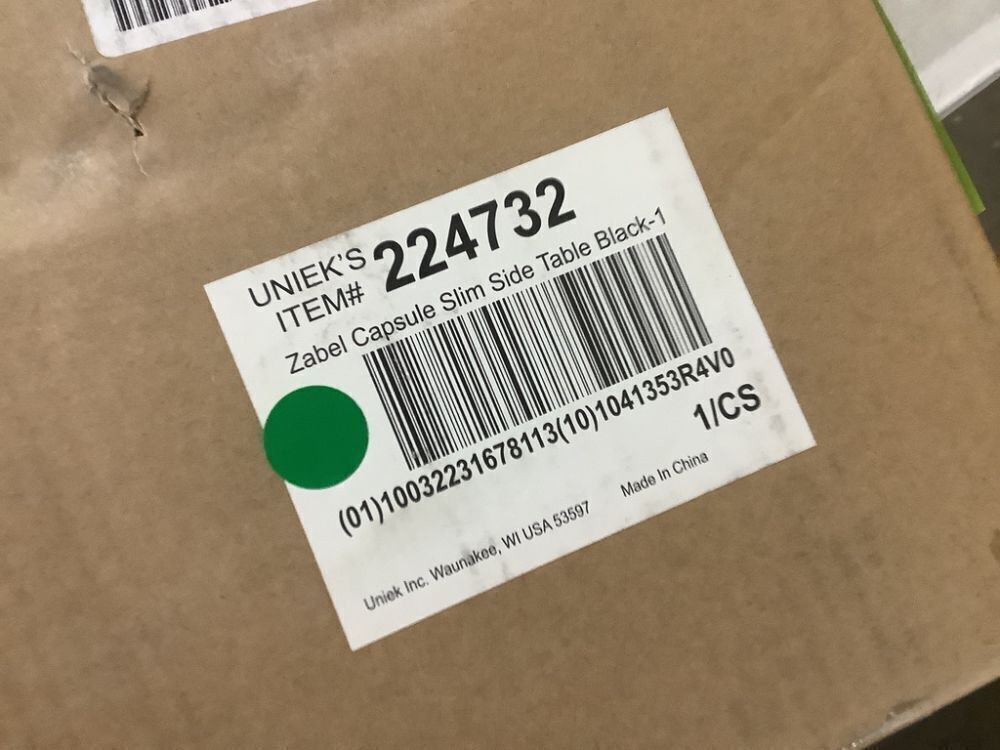 UNIEK'S
ITEM# 224732
Zabel Capsule Slim Side Table Black-1
(01)10032231678113(10)1041353R4V0
1/CS
Uniek Inc. Waunakee, WI USA 53597 Made In China